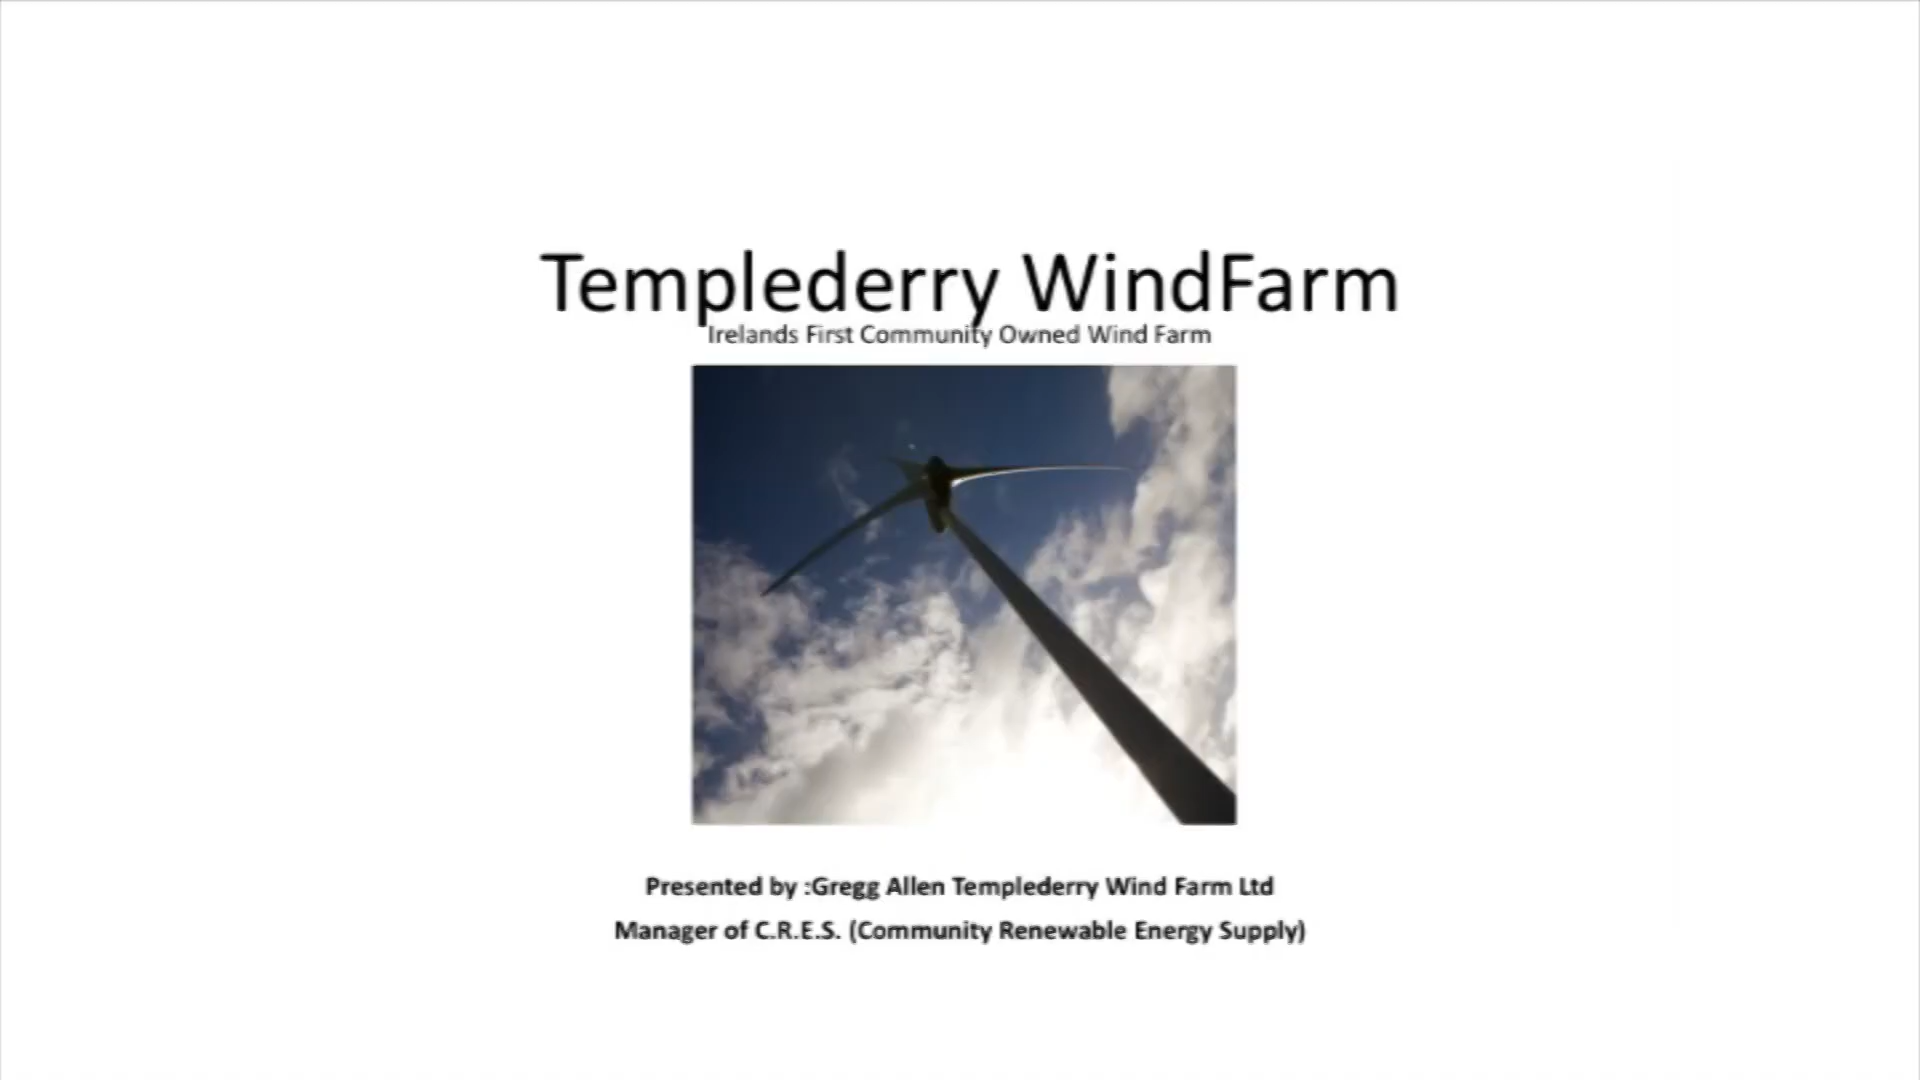 Templederry WindFarm
Irelands First Community Owned Wind Farm
Presented by :Gregg Allen Templederry Wind Farm Ltd
Manager of C.R.E.S. (Community Renewable Energy Supply)